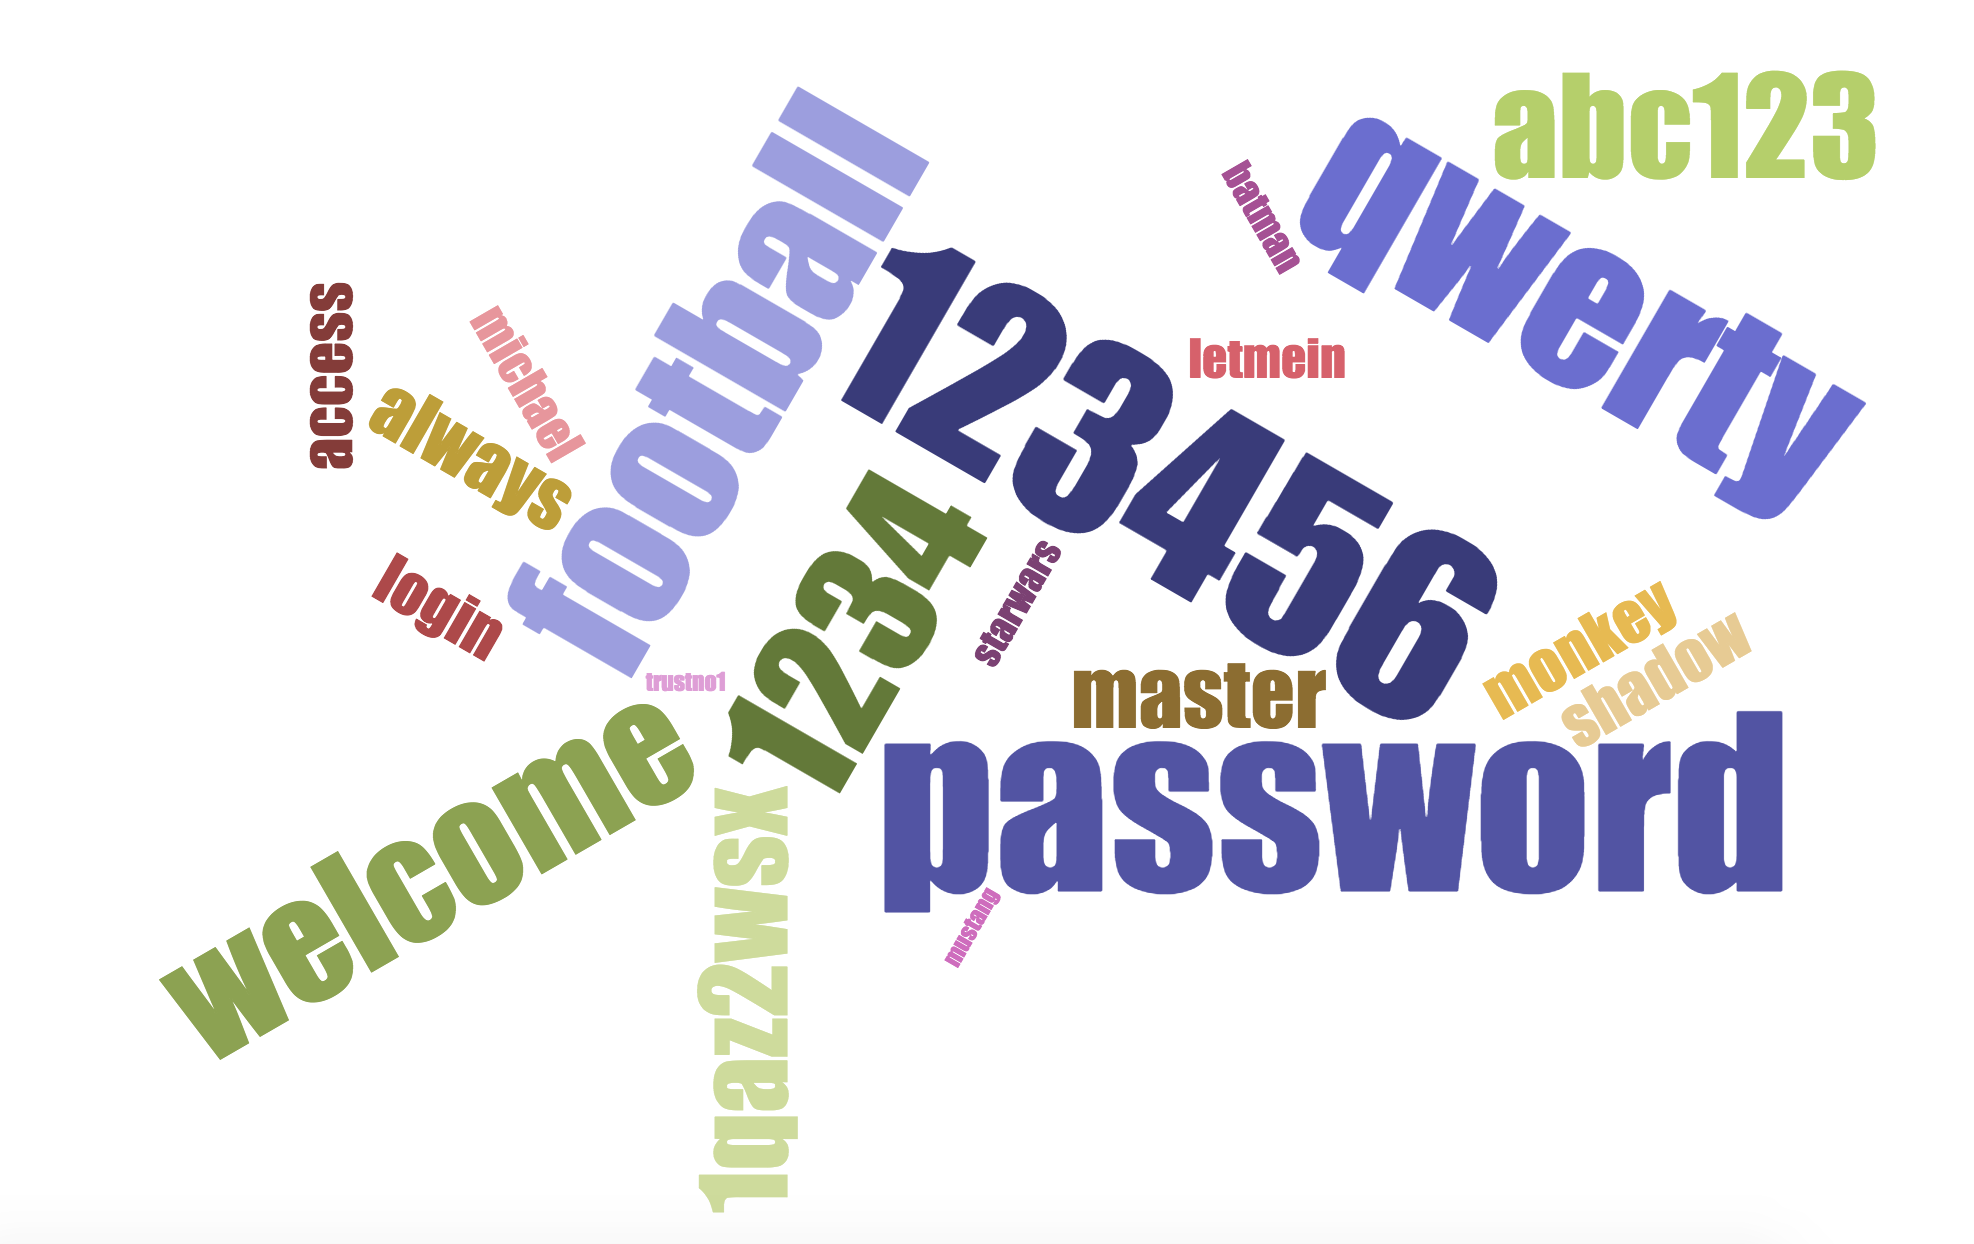 abc123
qwerty
football
batman
123456
access
michael
letmein
always
1234
starwars
login
monkey
shadow
trustno1
master
welcome
password
1qaz2wsx
mustang